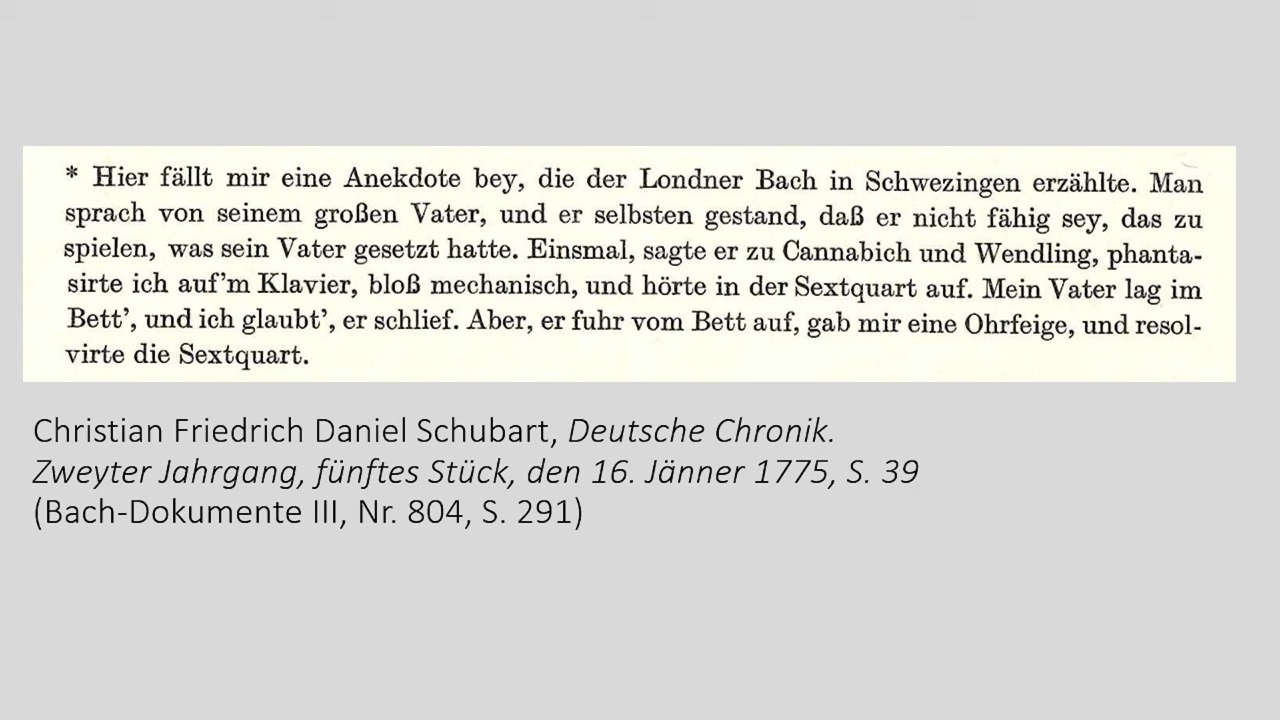 * Hier fällt mir eine Anekdote bey, die der Londner Bach in Schwezingen erzählte. Man
sprach von seinem großen Vater, und er selbsten gestand, daß er nicht fähig sey, das zu
spielen, was sein Vater gesetzt hatte. Einsmal, sagte er zu Cannabich und Wendling, phanta-
sirte ich auf’m Klavier, bloß mechanisch, und hörte in der Sextquart auf. Mein Vater lag im
Bett’, und ich glaubt’, er schlief. Aber, er fuhr vom Bett auf, gab mir eine Ohrfeige, und resol-
virte die Sextquart.
Christian Friedrich Daniel Schubart, Deutsche Chronik.
Zweyter Jahrgang, fünftes Stück, den 16. Jänner 1775, S. 39
(Bach-Dokumente III, Nr. 804, S. 291)